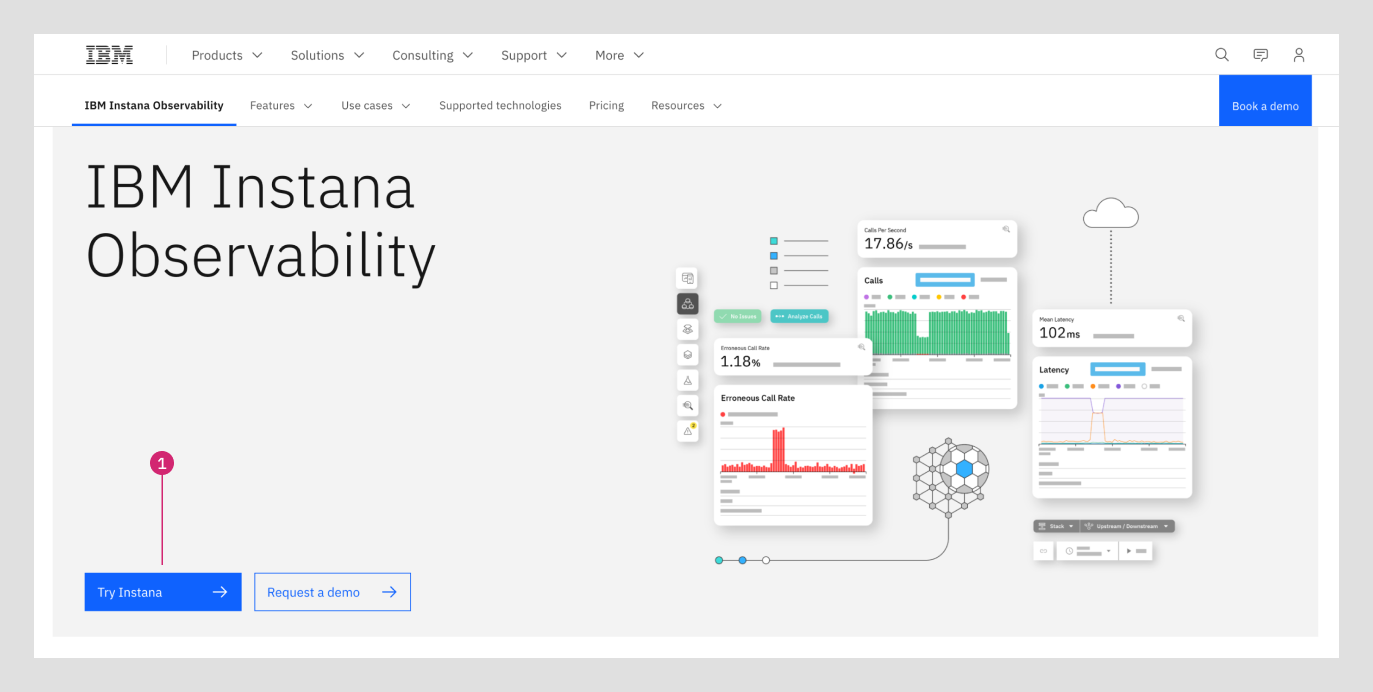 IBM
Products
Solutions
Consulting
Support
More
IBM Instana Observability
Features
Use cases
Supported technologies
Pricing
Resources
Book a demo
IBM Instana
Observability
Calls Per Second
17.86/s
Calls
No Issues
Analyze Calls
Erroneous Call Rate
1.18%
Erroneous Call Rate
Mean Latency
102ms
Latency
2
Stack
Upstream / Downstream
1
Try Instana
Request a demo